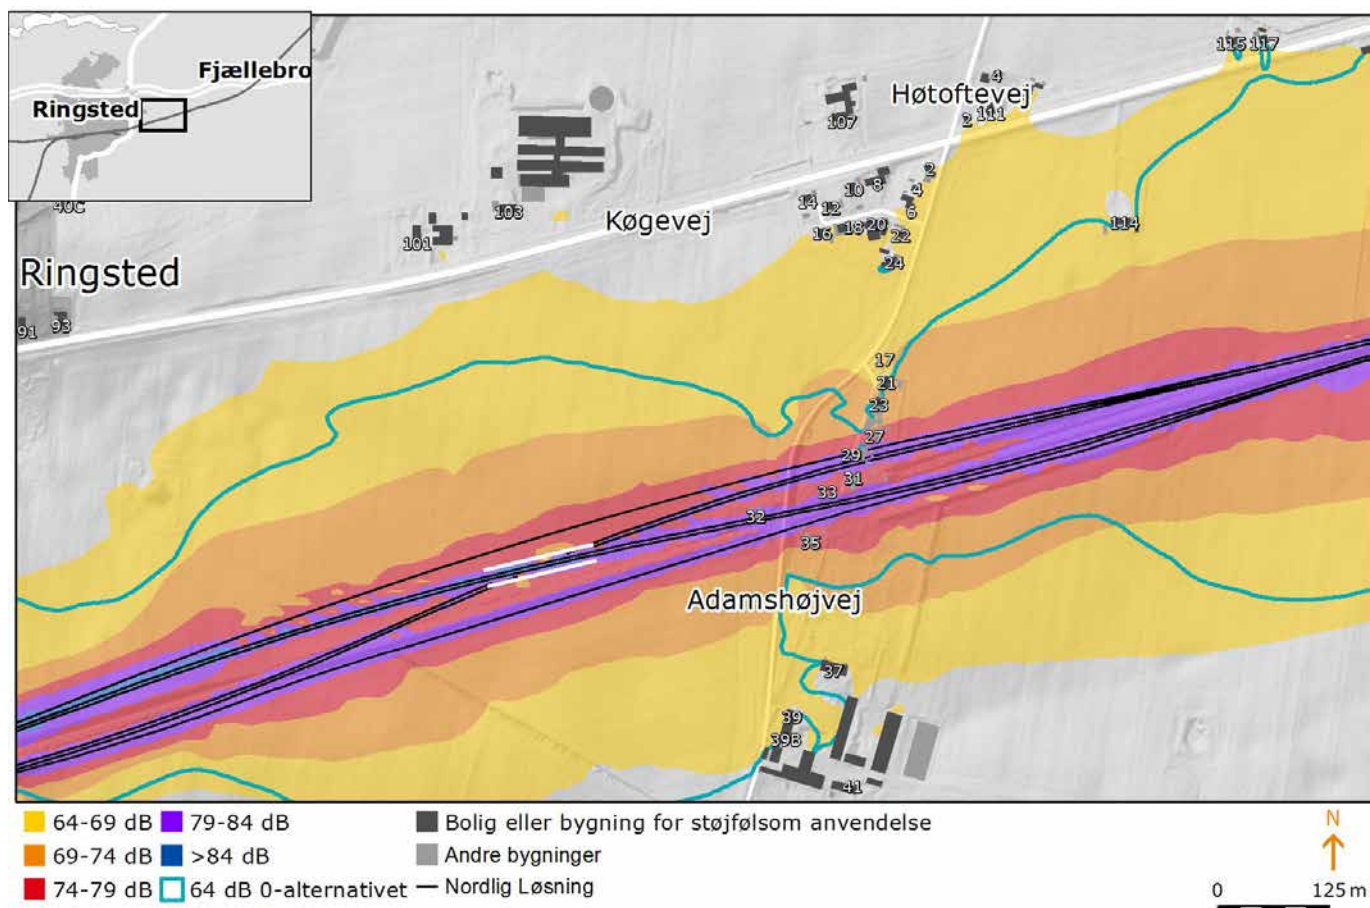 Fjællebro
Ringsted
115
117
4
Høtoftevej
111
2
107
2
8
10
4
14
12
6
40C
103
18
20
16
22
Køgevej
101
114
24
Ringsted
91
93
17
21
23
27
29
31
33
32
35
Adamshøjvej
37
39
39B
41
64-69 dB
79-84 dB
Bolig eller bygning for støjfølsom anvendelse
69-74 dB
>84 dB
Andre bygninger
74-79 dB
64 dB 0-alternativet
Nordlig Løsning
N
0
125 m